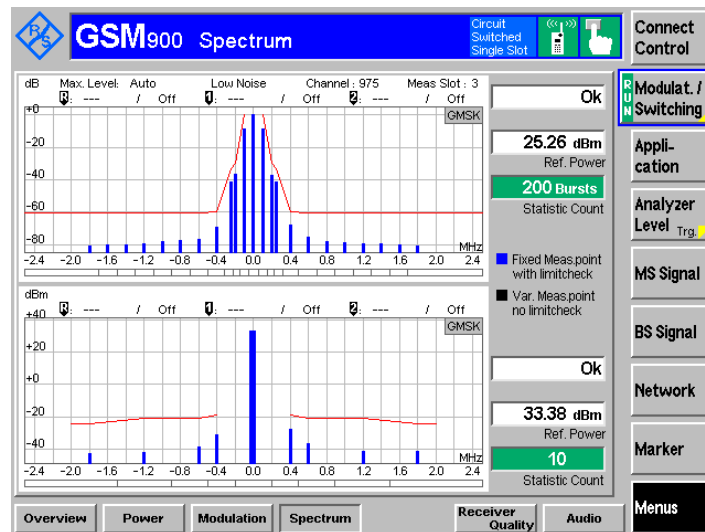 R&S
GSM900 Spectrum
Circuit
Switched
Single Slot
Connect
Control
dB Max. Level: Auto Low Noise Channel : 975 Meas Slot : 3
R: --- / Off 1: --- / Off 2: --- / Off
+0
GMSK
-20
-40
-60
-80
MHz
-2.4 -2.0 -1.6 -1.2 -0.8 -0.4 0.0 0.4 0.8 1.2 1.6 2.0 2.4
Ok
25.26 dBm
Ref. Power
200 Bursts
Statistic Count
Fixed Meas.point
with limitcheck
Var. Meas.point
no limitcheck
dBm
R: --- / Off 1: --- / Off 2: --- / Off
+40
GMSK
+20
+0
-20
-40
MHz
-2.4 -2.0 -1.6 -1.2 -0.8 -0.4 0.0 0.4 0.8 1.2 1.6 2.0 2.4
Ok
33.38 dBm
Ref. Power
10
Statistic Count
RUN
Modulat. /
Switching
Appli-
cation
Analyzer
Level Trg.
MS Signal
BS Signal
Network
Marker
Menus
Overview Power Modulation Spectrum Receiver Quality Audio